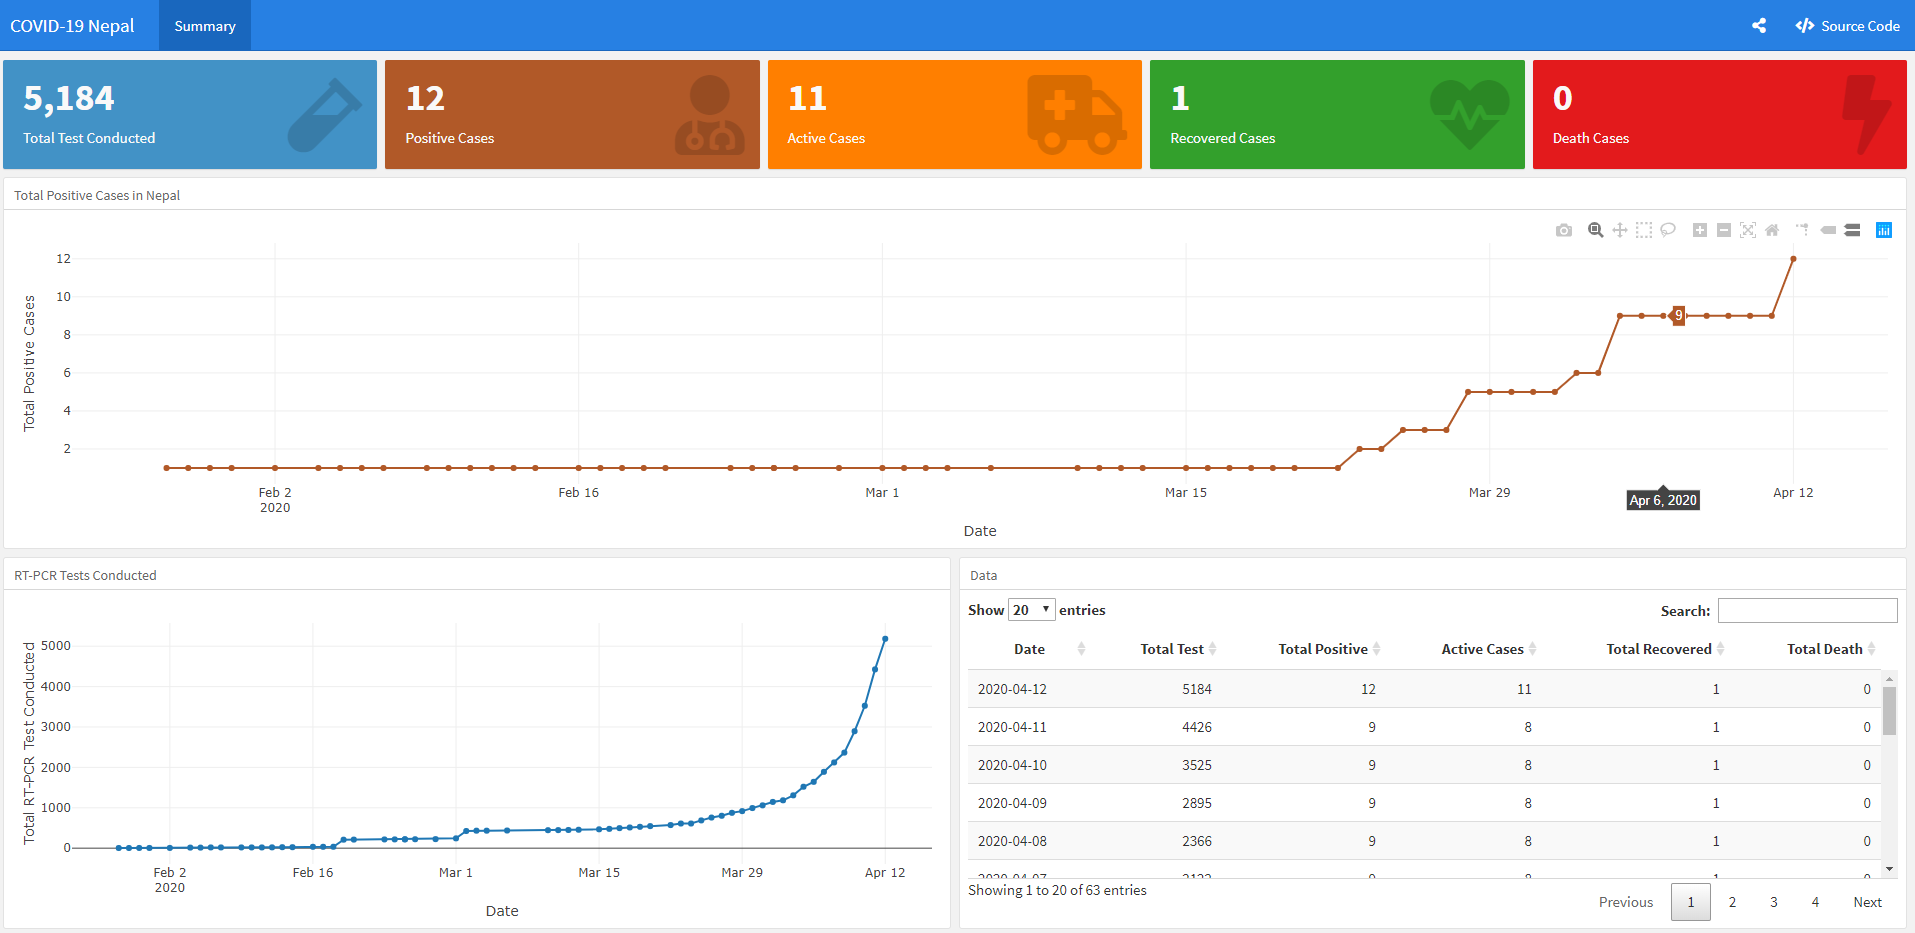 COVID-19 Nepal Summary Source Code
5,184
Total Test Conducted
12
Positive Cases
11
Active Cases
1
Recovered Cases
0
Death Cases
Total Positive Cases in Nepal
Total Positive Cases
12
10
8
6
4
2
9
Feb 2
2020
Feb 16
Mar 1
Mar 15
Mar 29
Apr 6, 2020
Apr 12
Date
RT-PCR Tests Conducted
Total RT-PCR Test Conducted
5000
4000
3000
2000
1000
0
Feb 2
2020
Feb 16
Mar 1
Mar 15
Mar 29
Apr 12
Date
Data
Show 20 entries Search:
Date Total Test Total Positive Active Cases Total Recovered Total Death
2020-04-12 5184 12 11 1 0
2020-04-11 4426 9 8 1 0
2020-04-10 3525 9 8 1 0
2020-04-09 2895 9 8 1 0
2020-04-08 2366 9 8 1 0
Showing 1 to 20 of 63 entries
Previous 1 2 3 4 Next